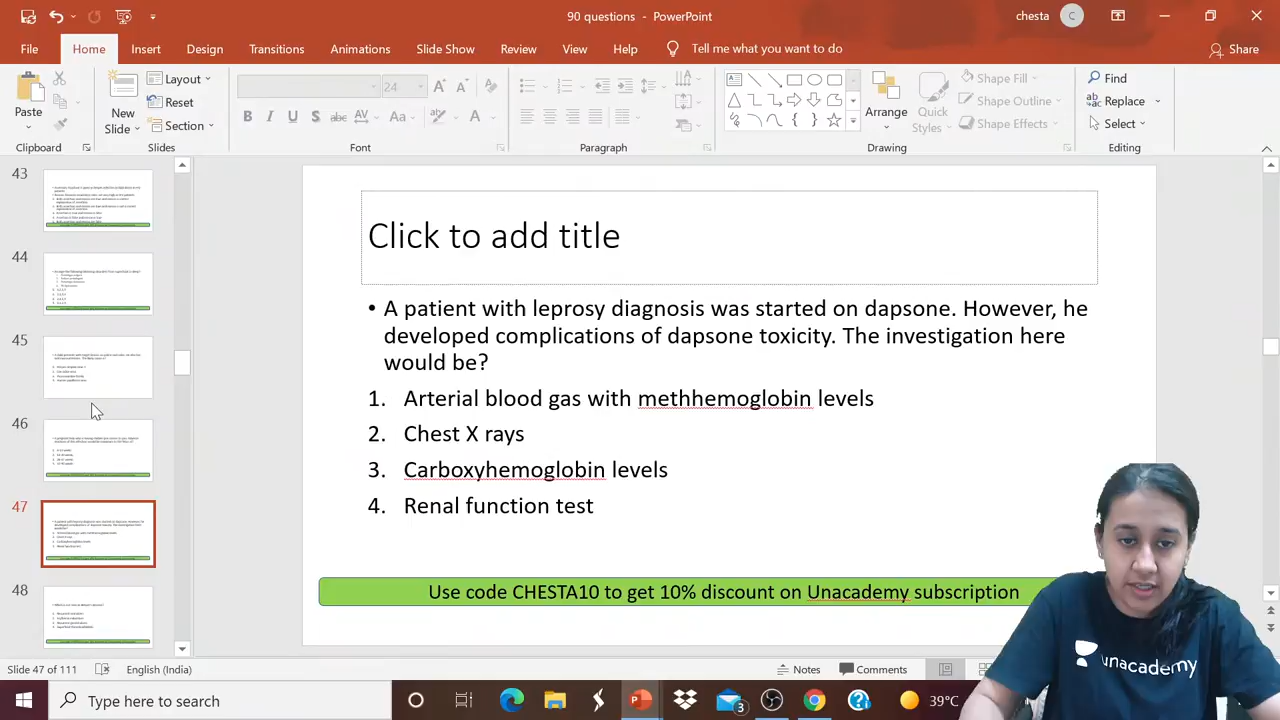 90 questions - PowerPoint
chesta
C
File
Home
Insert
Design
Transitions
Animations
Slide Show
Review
View
Help
Tell me what you want to do
Share
Paste
New
Slide
Layout
Reset
Section
Arrange
Quick
Styles
Shape Fill
Shape Outline
Shape Effects
Find
Replace
Select
Clipboard
Slides
Font
Paragraph
Drawing
Editing
43
44
45
46
47
48
Click to add title
• A patient with leprosy diagnosis was started on dapsone. However, he
developed complications of dapsone toxicity. The investigation here
would be?
1. Arterial blood gas with methhemoglobin levels
2. Chest X rays
3. Carboxyhemoglobin levels
4. Renal function test
Use code CHESTA10 to get 10% discount on Unacademy subscription
unacademy
Slide 47 of 111
English (India)
Notes
Comments
Type here to search
3
39°C